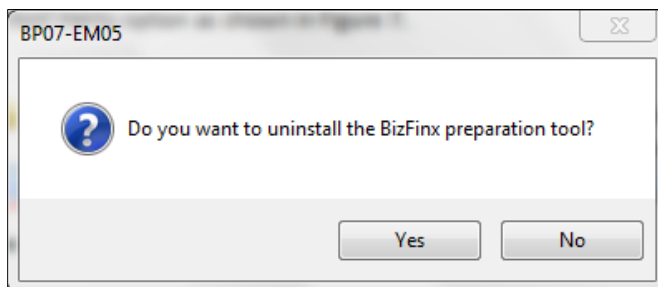 BP07-EM05
Do you want to uninstall the BizFinx preparation tool?
Yes
No